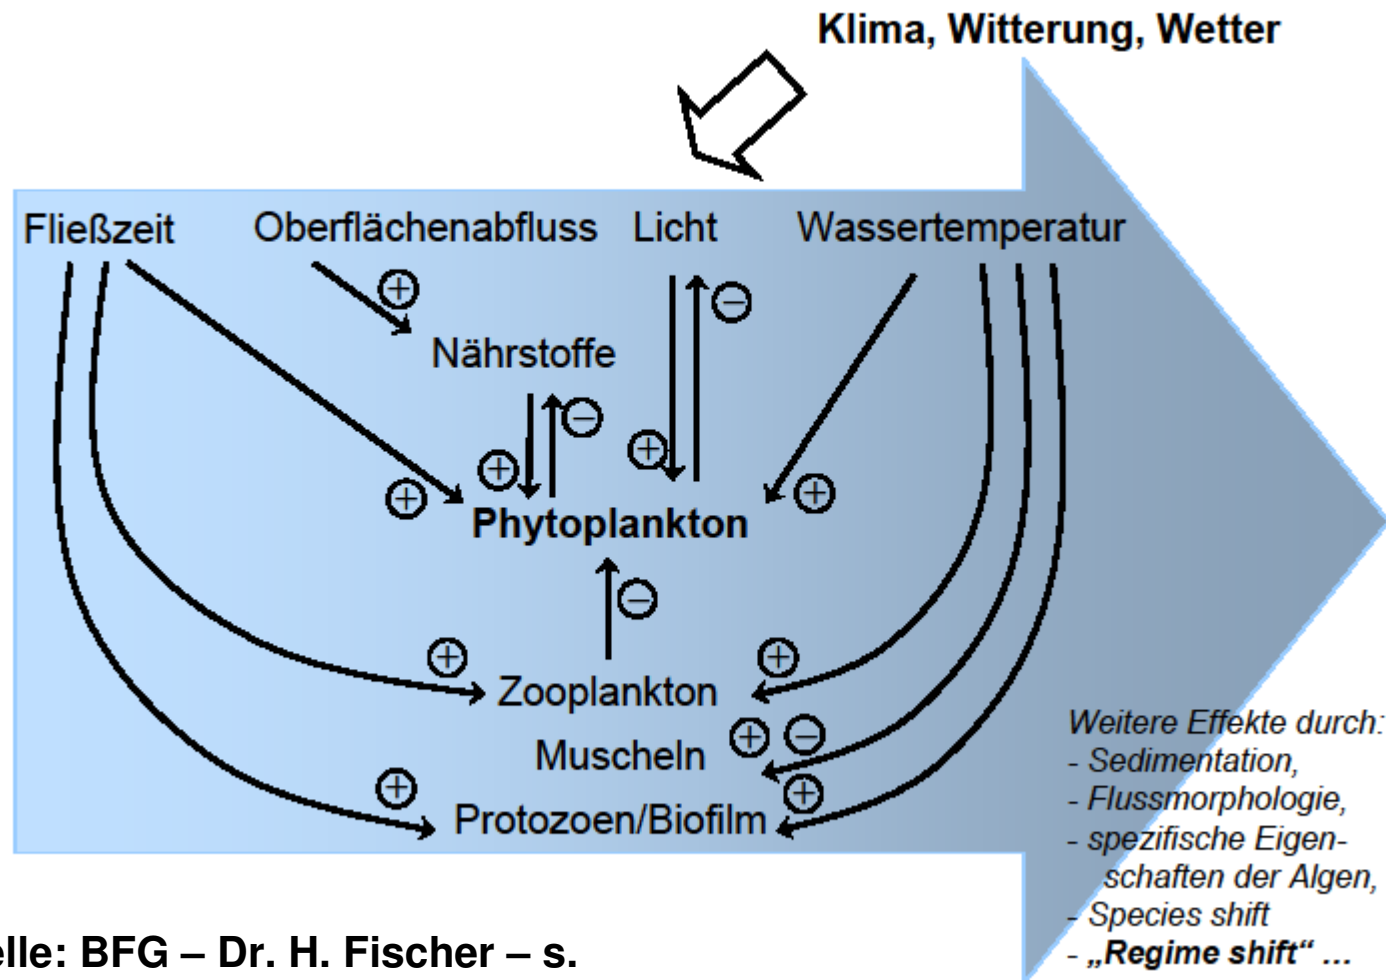 Klima, Witterung, Wetter
Fließzeit Oberflächenabfluss Licht Wassertemperatur
+
−
Nährstoffe
−
+
+
+
+
Phytoplankton
−
+
+
Zooplankton
+ −
Muscheln
+
+
Protozoen/Biofilm
Weitere Effekte durch:
- Sedimentation,
- Flussmorphologie,
- spezifische Eigen-
schaften der Algen,
- Species shift
- „Regime shift“ ...
elle: BFG – Dr. H. Fischer – s.